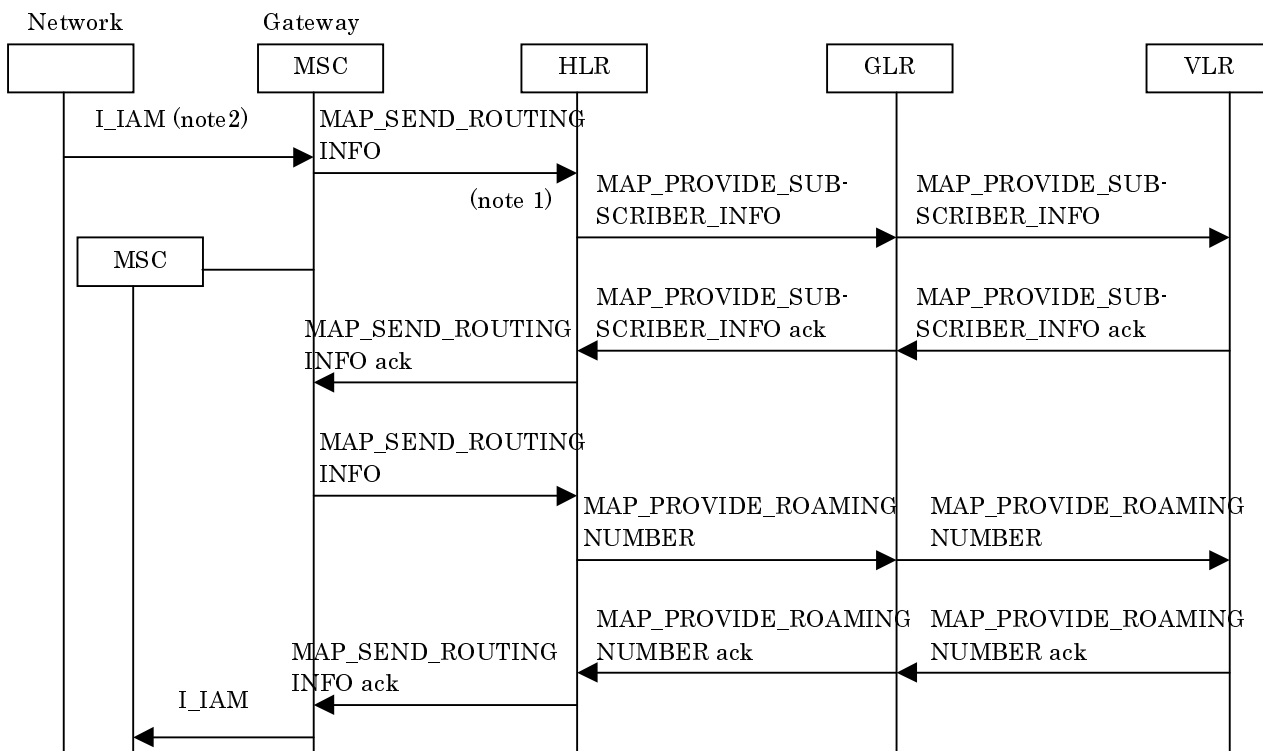 Network
Gateway
MSC
HLR
GLR
VLR
I_IAM (note2)
MAP_SEND_ROUTING
INFO
(note 1)
MAP_PROVIDE_SUB-
SCRIBER_INFO
MAP_PROVIDE_SUB-
SCRIBER_INFO
MSC
MAP_PROVIDE_SUB-
SCRIBER_INFO ack
MAP_PROVIDE_SUB-
SCRIBER_INFO ack
MAP_SEND_ROUTING
INFO ack
MAP_SEND_ROUTING
INFO
MAP_PROVIDE_ROAMING
NUMBER
MAP_PROVIDE_ROAMING
NUMBER
MAP_PROVIDE_ROAMING
NUMBER ack
MAP_PROVIDE_ROAMING
NUMBER ack
MAP_SEND_ROUTING
INFO ack
I_IAM